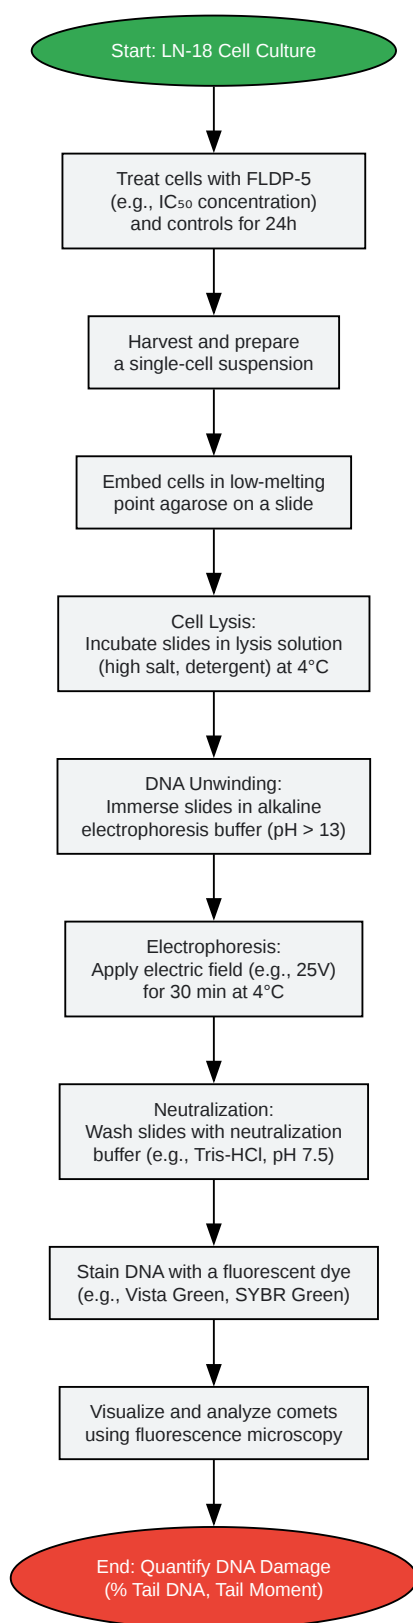 Start: LN-18 Cell Culture
Treat cells with FLDP-5
(e.g., IC₅₀ concentration)
and controls for 24h
Harvest and prepare
a single-cell suspension
Embed cells in low-melting
point agarose on a slide
Cell Lysis:
Incubate slides in lysis solution
(high salt, detergent) at 4°C
DNA Unwinding:
Immerse slides in alkaline
electrophoresis buffer (pH > 13)
Electrophoresis:
Apply electric field (e.g., 25V)
for 30 min at 4°C
Neutralization:
Wash slides with neutralization
buffer (e.g., Tris-HCl, pH 7.5)
Stain DNA with a fluorescent dye
(e.g., Vista Green, SYBR Green)
Visualize and analyze comets
using fluorescence microscopy
End: Quantify DNA Damage
(% Tail DNA, Tail Moment)